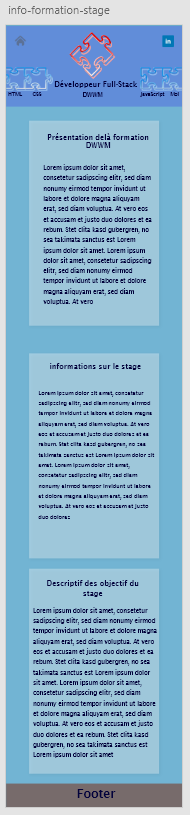 info-formation-stage
Développeur Full-Stack
DWWM
HTML CSS JavaScript
Présentation delà formation
DWWM
Lorem ipsum dolor sit amet,
consetetur sadipscing elitr, sed diam
nonumy eirmod tempor invidunt ut
labore et dolore magna aliquyam
erat, sed diam voluptua. At vero eos
et accusam et justo duo dolores et ea
rebum. Stet clita kasd gubergren, no
sea takimata sanctus est Lorem
ipsum dolor sit amet, consetetur
sadipscing elitr, sed diam nonumy
eirmod tempor invidunt ut
labore et dolore
magna aliquyam erat, sed diam
voluptua. At vero
informations sur le stage
Lorem ipsum dolor sit amet, consetetur
sadipscing elitr, sed diam nonumy eirmod
tempor invidunt ut labore et dolore magna
aliquyam erat, sed diam voluptua. At vero
eos et accusam et justo duo dolores et ea
rebum. Stet clita kasd gubergren, no sea
takimata sanctus est Lorem ipsum dolor sit
amet. Lorem ipsum dolor sit amet,
consetetur sadipscing elitr, sed diam
nonumy eirmod tempor invidunt ut labore
et dolore magna aliquyam erat, sed diam
voluptua. At vero eos et accusam et justo
duo dolores
Descriptif des objectif du
stage
Lorem ipsum dolor sit amet, consetetur
sadipscing elitr, sed diam nonumy eirmod
tempor invidunt ut labore et dolore magna
aliquyam erat, sed diam voluptua. At vero
eos et accusam et justo duo dolores et ea
rebum. Stet clita kasd gubergren, no sea
takimata sanctus est Lorem ipsum dolor
sit amet. Lorem ipsum dolor sit amet,
consetetur sadipscing elitr, sed diam
nonumy eirmod tempor invidunt ut labore
et dolore magna aliquyam erat, sed diam
voluptua. At vero eos et accusam et justo
duo dolores et ea rebum. Stet clita kasd
gubergren, no sea takimata sanctus est
Lorem ipsum dolor sit amet
Footer